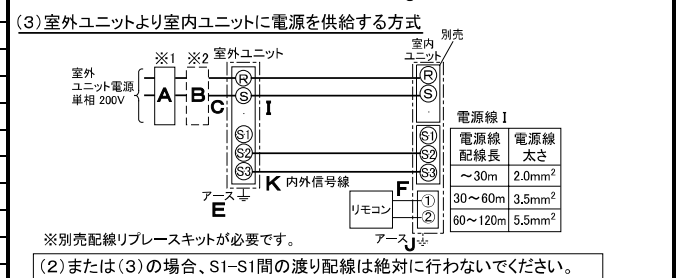 (3)室外ユニットより室内ユニットに電源を供給する方式
別売
※1 ※2 室外ユニット
室内
ユニット
室外
ユニット電源
単相 200V
A B C I
R S S1 S2 S3
R S S1 S2 S3
K 内外信号線
アース
E
リモコン
F
① ②
アース J
電源線 I
電源線配線長 電源線太さ
～30m 2.0mm²
30～60m 3.5mm²
60～120m 5.5mm²
※別売配線リプレースキットが必要です。
(2)または(3)の場合、S1-S1間の渡り配線は絶対に行わないでください。